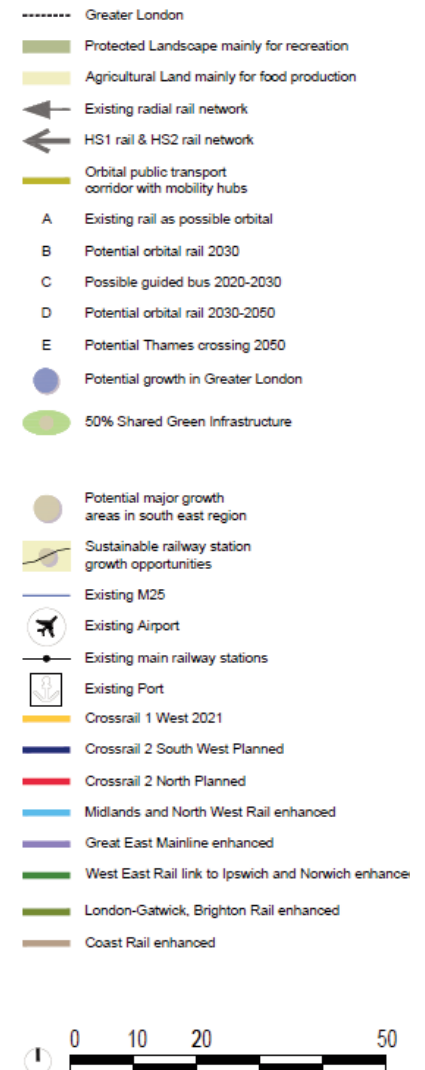 Greater London
Protected Landscape mainly for recreation
Agricultural Land mainly for food production
Existing radial rail network
HS1 rail & HS2 rail network
Orbital public transport
corridor with mobility hubs
A Existing rail as possible orbital
B Potential orbital rail 2030
C Possible guided bus 2020-2030
D Potential orbital rail 2030-2050
E Potential Thames crossing 2050
Potential growth in Greater London
50% Shared Green Infrastructure
Potential major growth
areas in south east region
Sustainable railway station
growth opportunities
Existing M25
Existing Airport
Existing main railway stations
Existing Port
Crossrail 1 West 2021
Crossrail 2 South West Planned
Crossrail 2 North Planned
Midlands and North West Rail enhanced
Great East Mainline enhanced
West East Rail link to Ipswich and Norwich enhance
London-Gatwick, Brighton Rail enhanced
Coast Rail enhanced
0 10 20 50